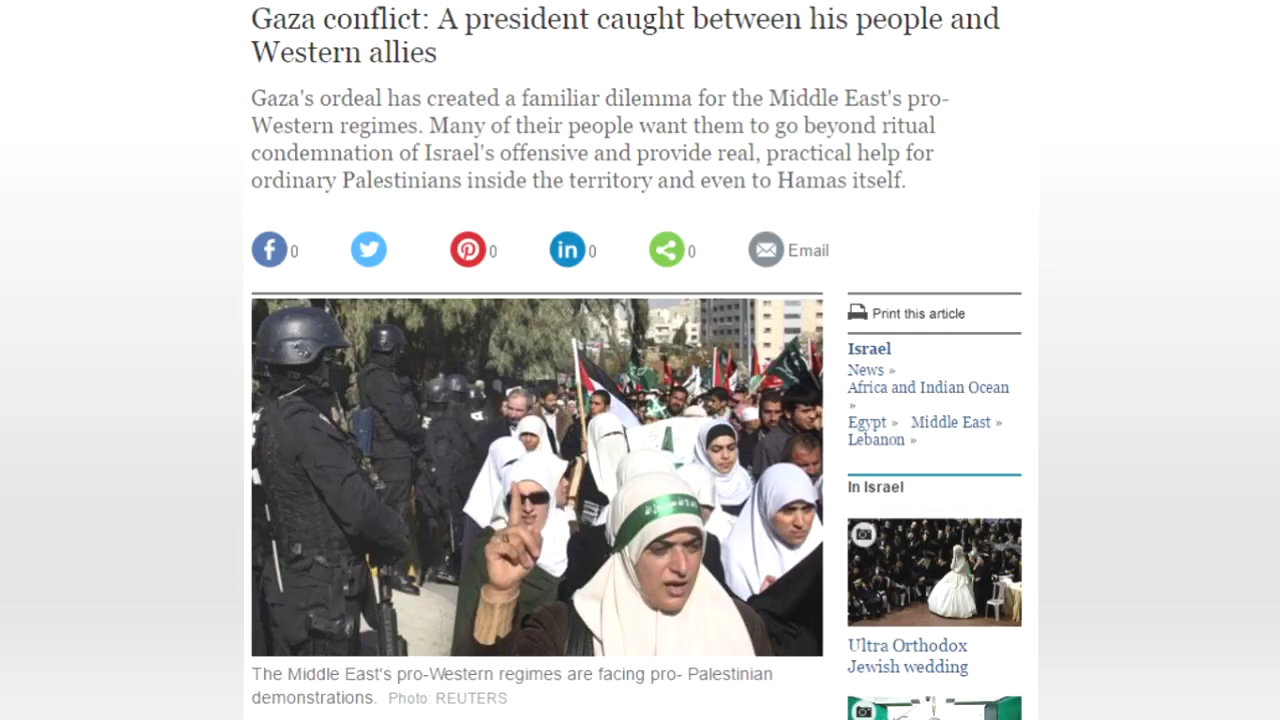 Gaza conflict: A president caught between his people and
Western allies
Gaza's ordeal has created a familiar dilemma for the Middle East's pro-
Western regimes. Many of their people want them to go beyond ritual
condemnation of Israel's offensive and provide real, practical help for
ordinary Palestinians inside the territory and even to Hamas itself.
0
0
in 0
0
Email
The Middle East's pro-Western regimes are facing pro- Palestinian
demonstrations. Photo: REUTERS
Print this article
Israel
News »
Africa and Indian Ocean
»
Egypt » Middle East »
Lebanon »
In Israel
Ultra Orthodox
Jewish wedding